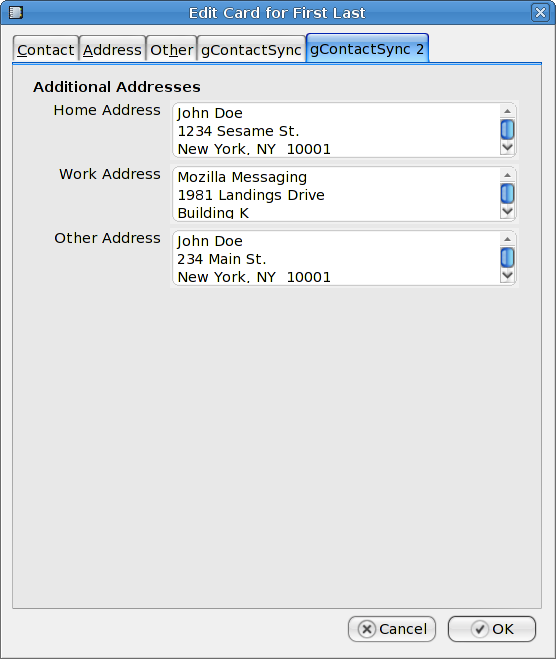 Edit Card for First Last
Contact Address Other gContactSync gContactSync 2
Additional Addresses
Home Address
John Doe
1234 Sesame St.
New York, NY  10001
Work Address
Mozilla Messaging
1981 Landings Drive
Building K
Other Address
John Doe
234 Main St.
New York, NY  10001
Cancel OK